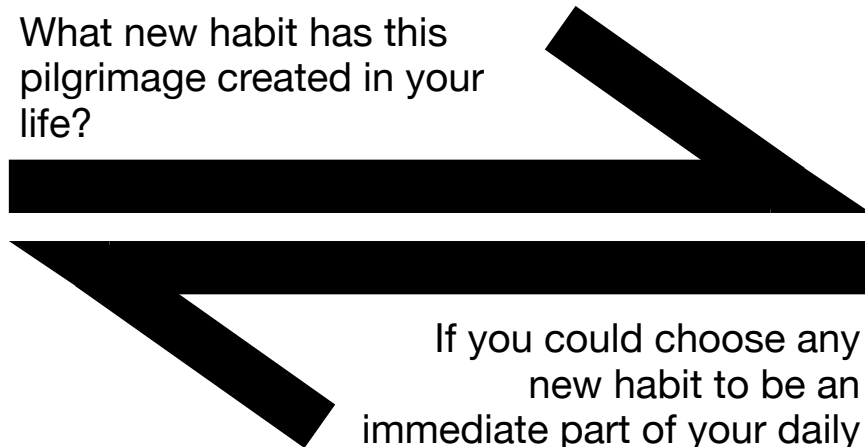 What new habit has this
pilgrimage created in your
life?
If you could choose any
new habit to be an
immediate part of your daily